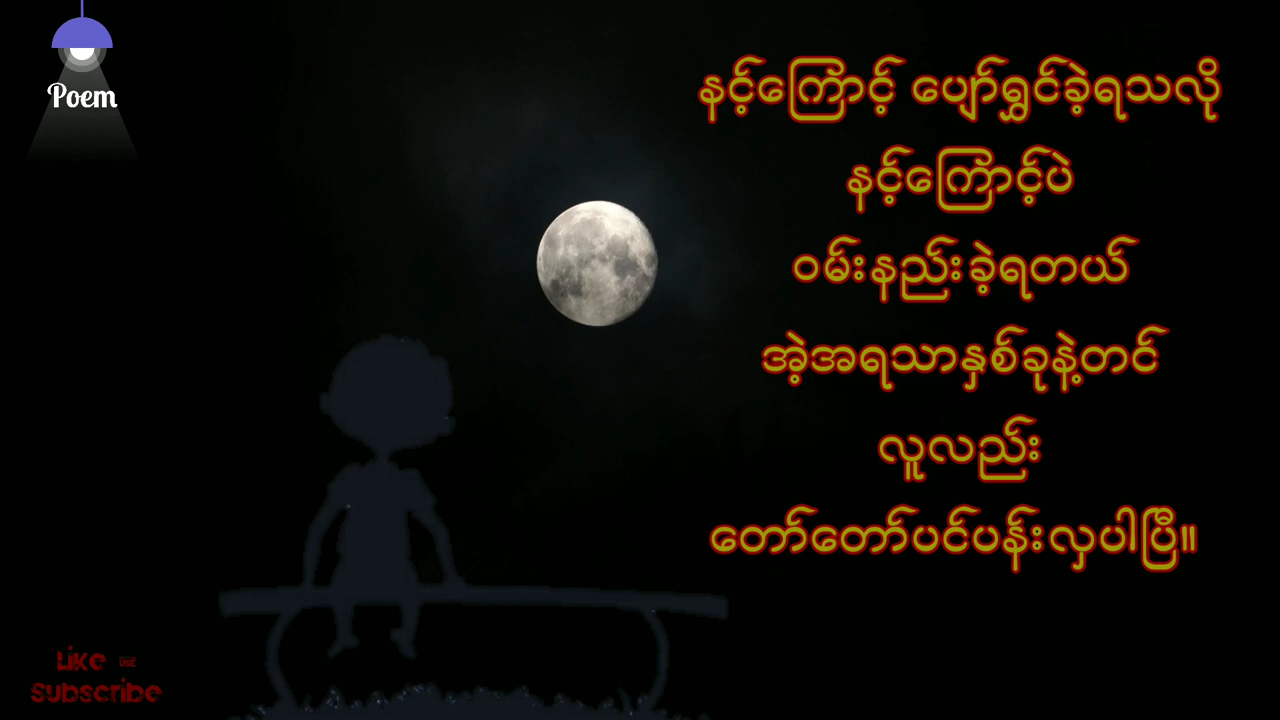 Poem
နင့်ကြောင့် ပျော်ရွှင်ခဲ့ရသလို
နင့်ကြောင့်ပဲ
ဝမ်းနည်းခဲ့ရတယ်
အဲ့အရသာနှစ်ခုနဲ့တင်
လူလည်း
တော်တော်ပင်ပန်းလှပါပြီ။
Like
Subscribe